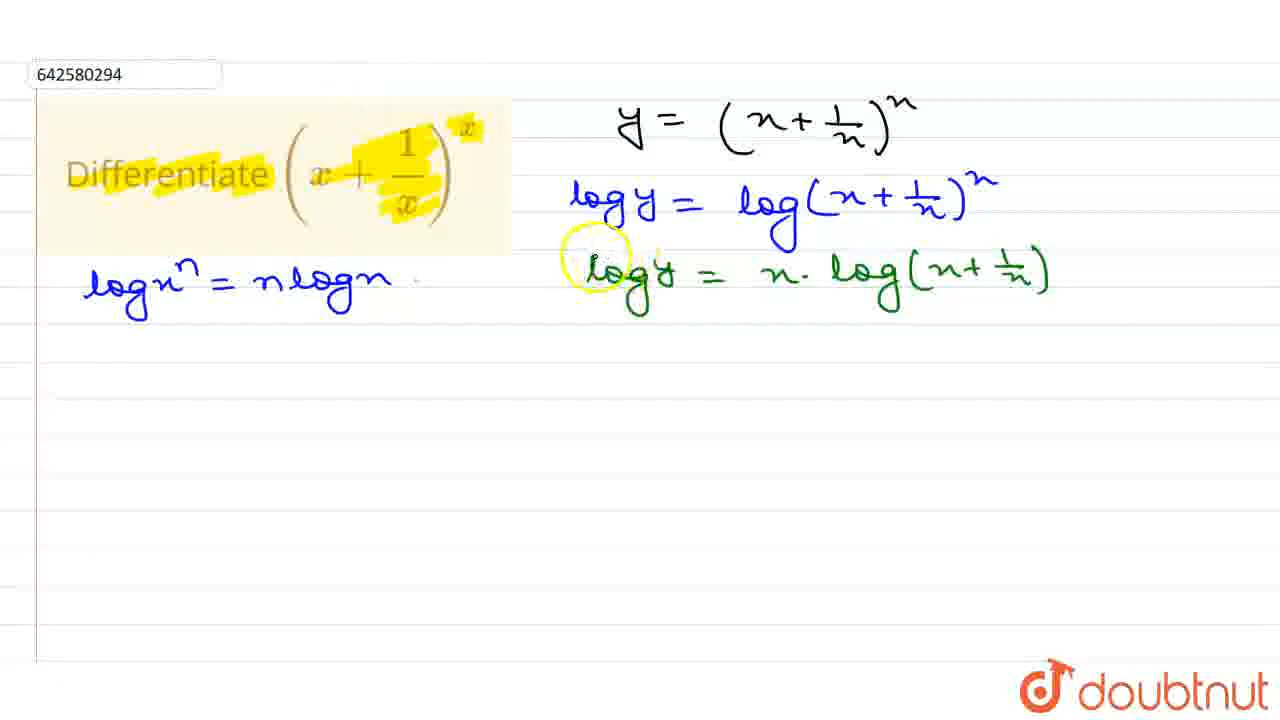 642580294
Differentiate (x + 1/x)^x
y = (x + 1/x)^x
log y = log (x + 1/x)^x
log y = x · log (x + 1/x)
log x^n = n log x
doubtnut